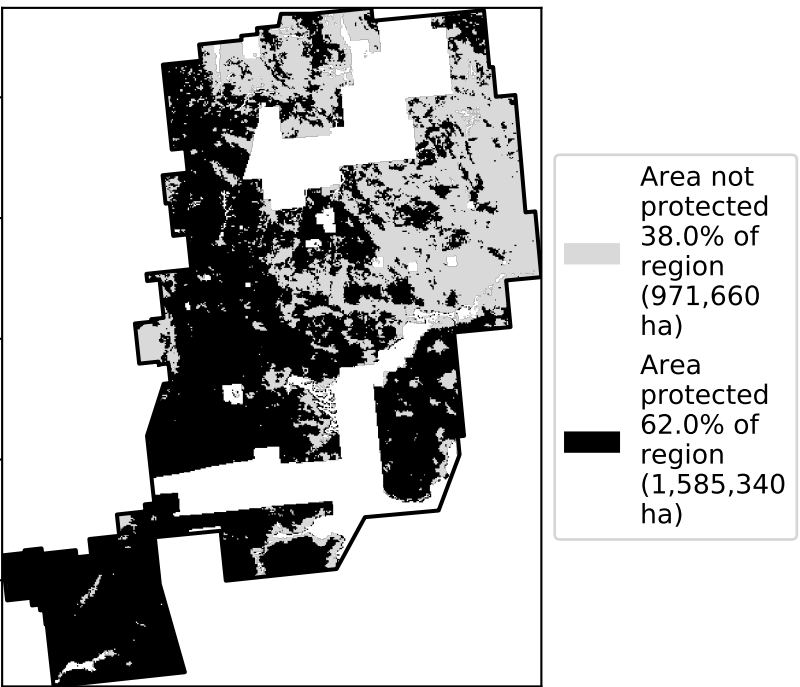 Area not
protected
38.0% of
region
(971,660
ha)
Area
protected
62.0% of
region
(1,585,340
ha)